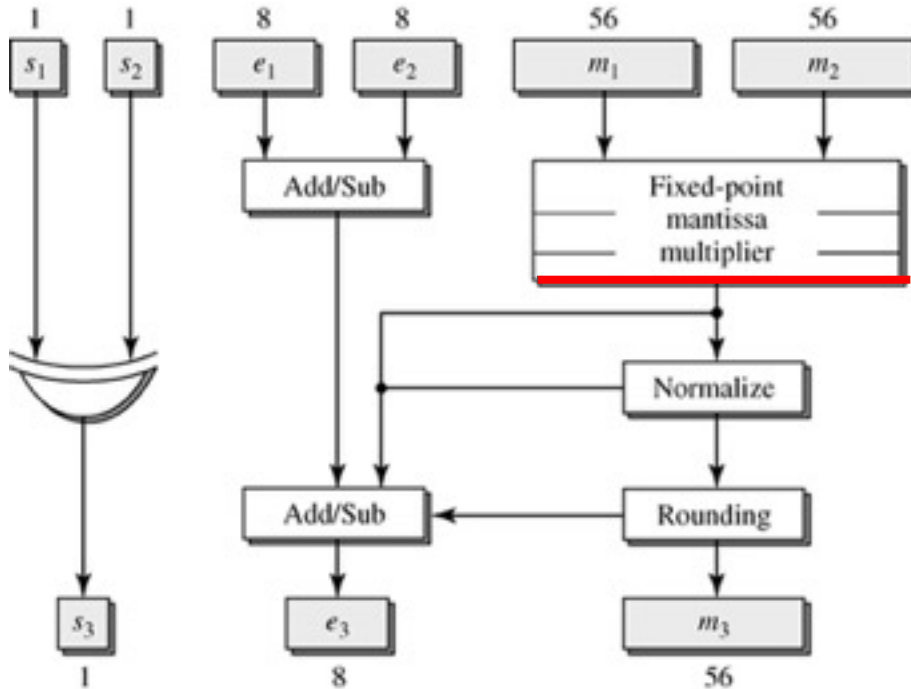 1 1 8 8 56 56
s₁ s₂ e₁ e₂ m₁ m₂
Add/Sub
Fixed-point
mantissa
multiplier
Normalize
Add/Sub
Rounding
s₃ e₃ m₃
1 8 56